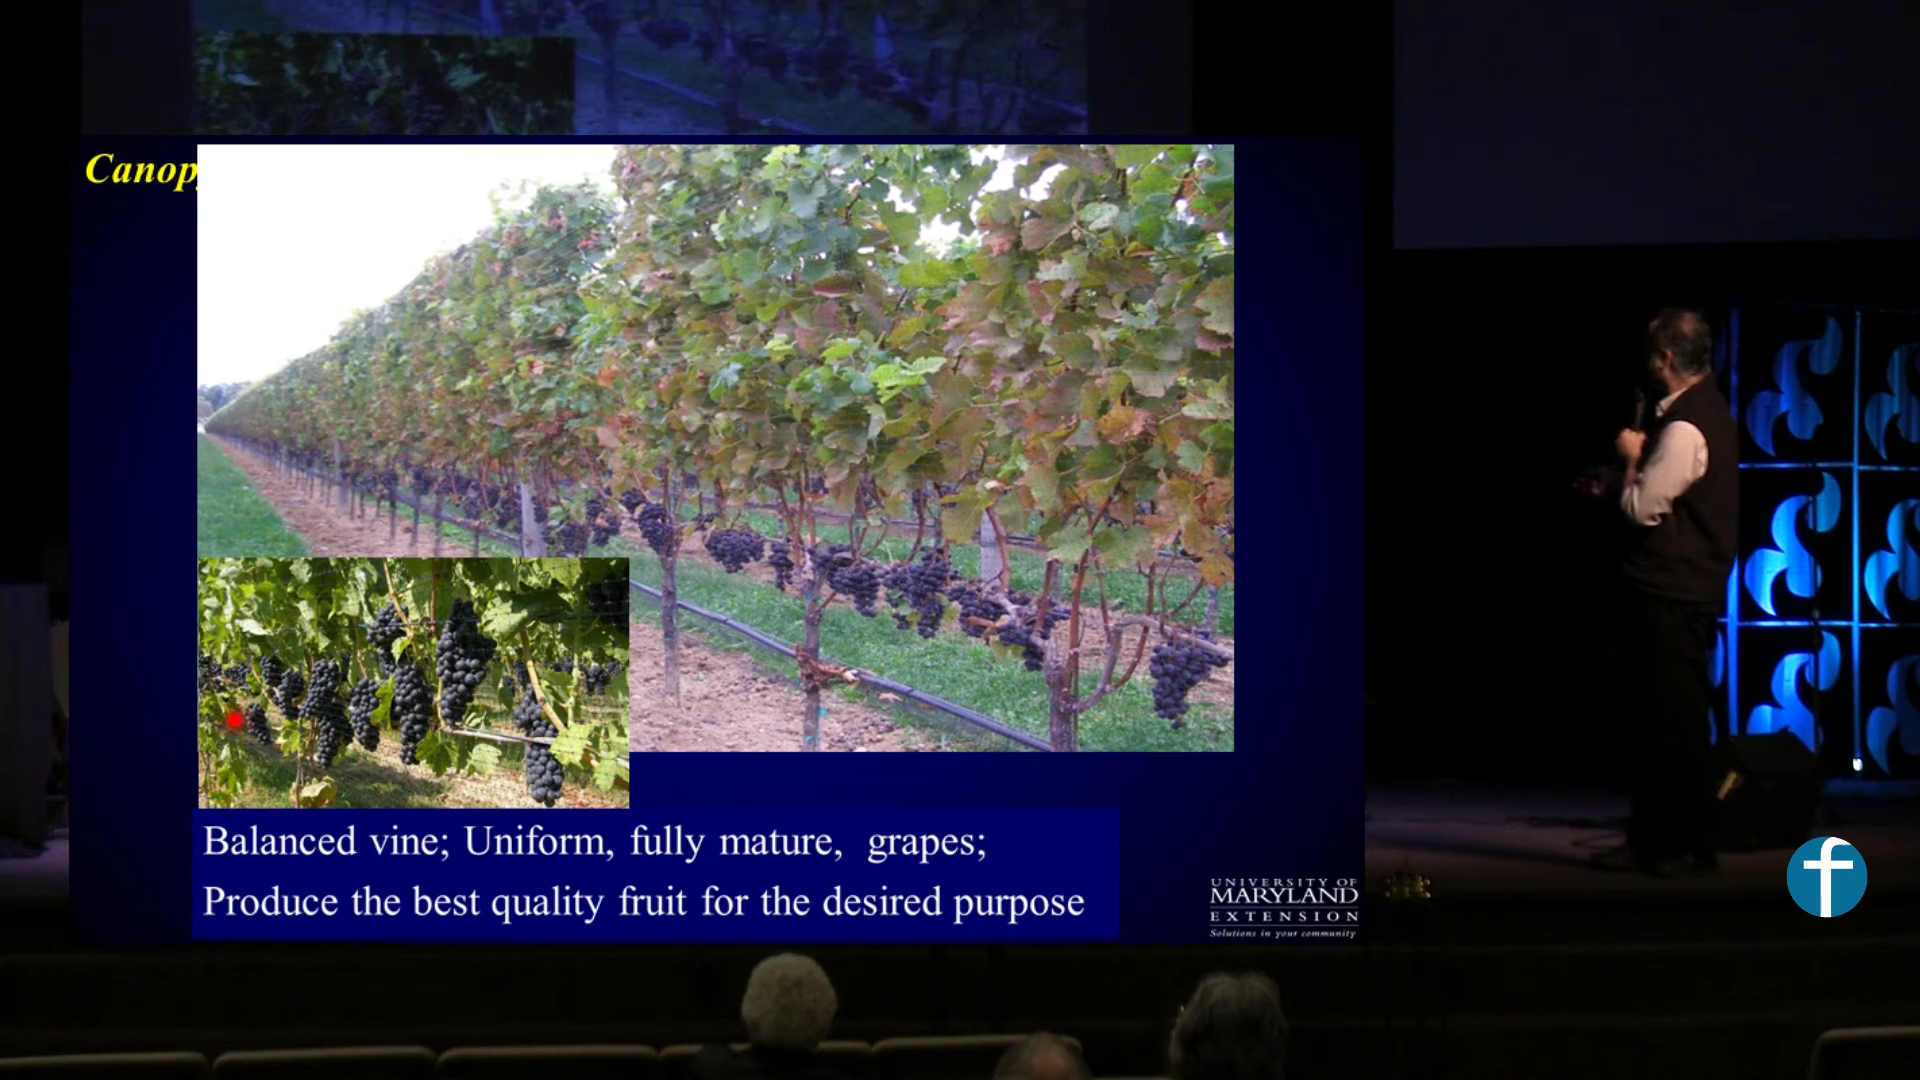 Canop
Balanced vine; Uniform, fully mature, grapes;
Produce the best quality fruit for the desired purpose
UNIVERSITY OF
MARYLAND
EXTENSION
Solutions in your community